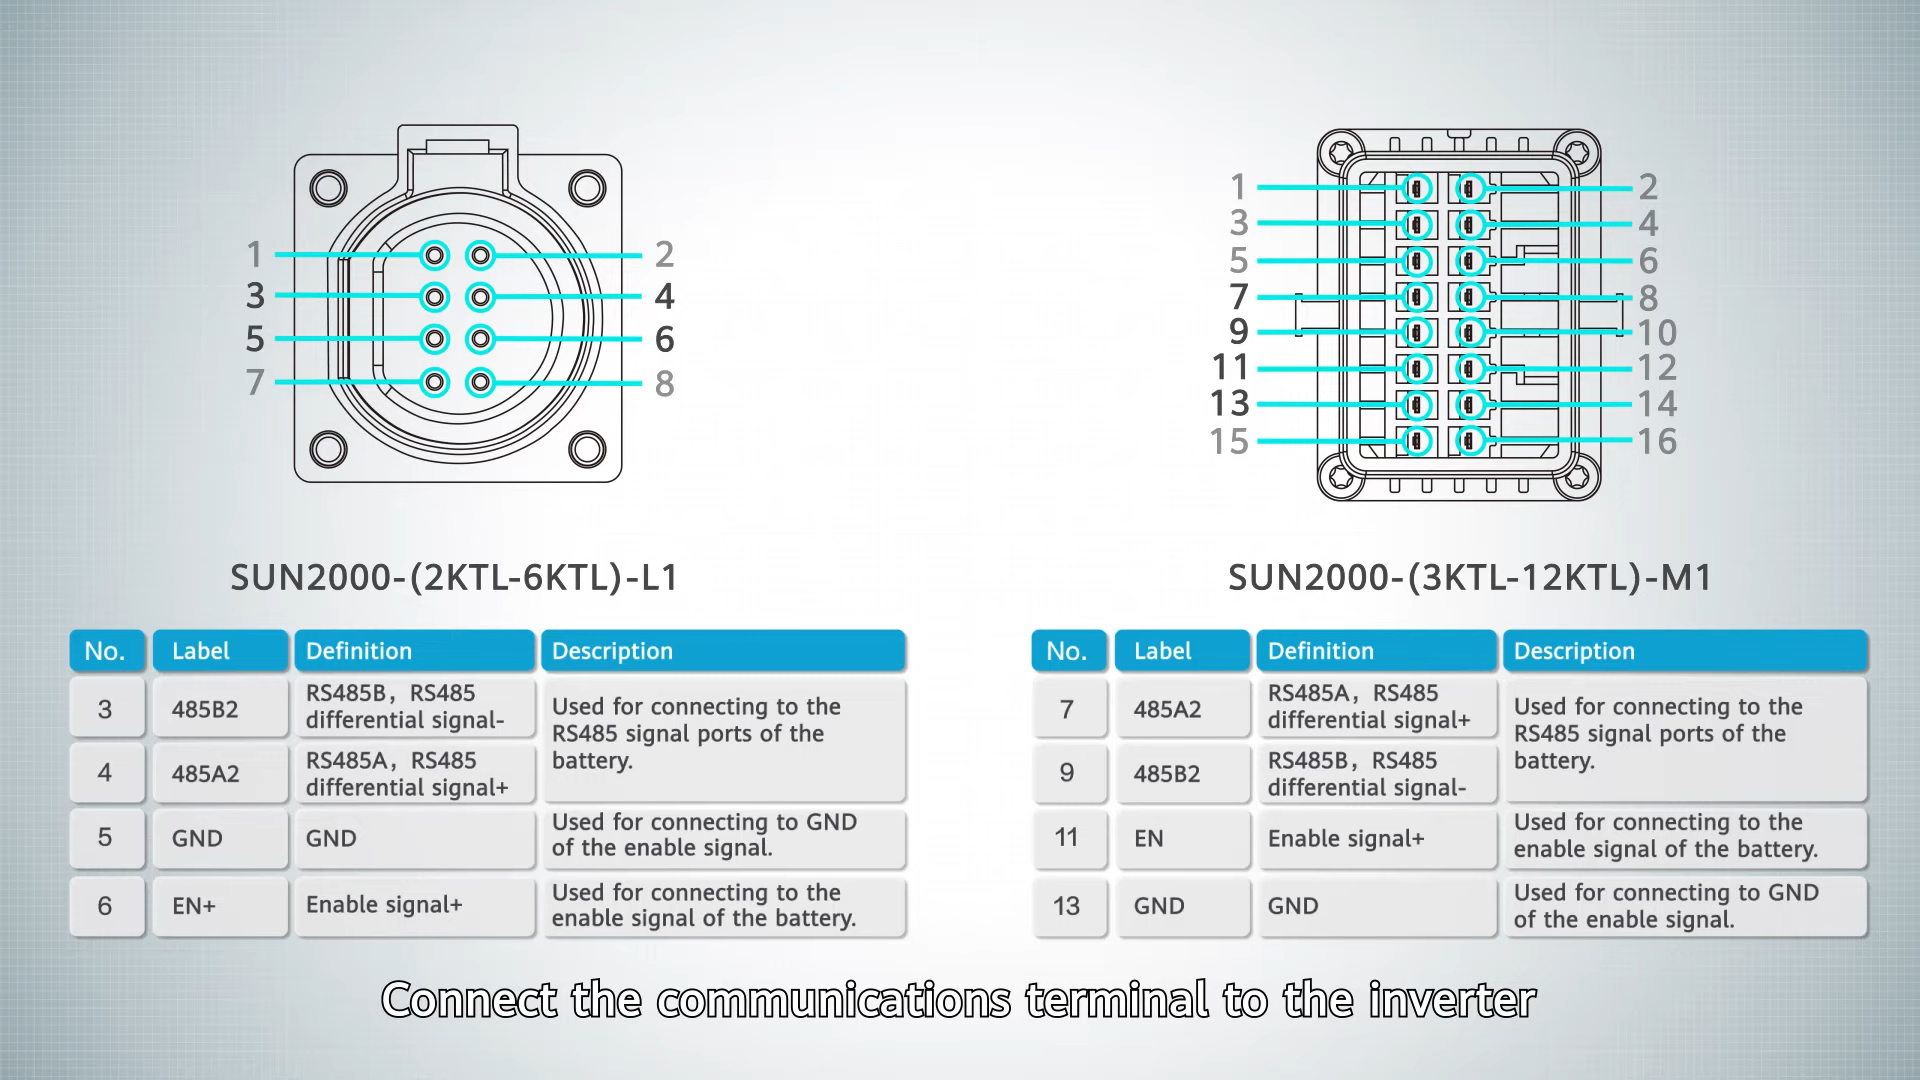 1
2
3
4
5
6
7
8
1
2
3
4
5
6
7
8
9
10
11
12
13
14
15
16
SUN2000-(2KTL-6KTL)-L1
No. Label Definition Description
3 485B2 RS485B, RS485
differential signal-
4 485A2 RS485A, RS485
differential signal+
Used for connecting to the
RS485 signal ports of the
battery.
5 GND GND Used for connecting to GND
of the enable signal.
6 EN+ Enable signal+ Used for connecting to the
enable signal of the battery.
SUN2000-(3KTL-12KTL)-M1
No. Label Definition Description
7 485A2 RS485A, RS485
differential signal+
9 485B2 RS485B, RS485
differential signal-
Used for connecting to the
RS485 signal ports of the
battery.
11 EN Enable signal+ Used for connecting to the
enable signal of the battery.
13 GND GND Used for connecting to GND
of the enable signal.
Connect the communications terminal to the inverter